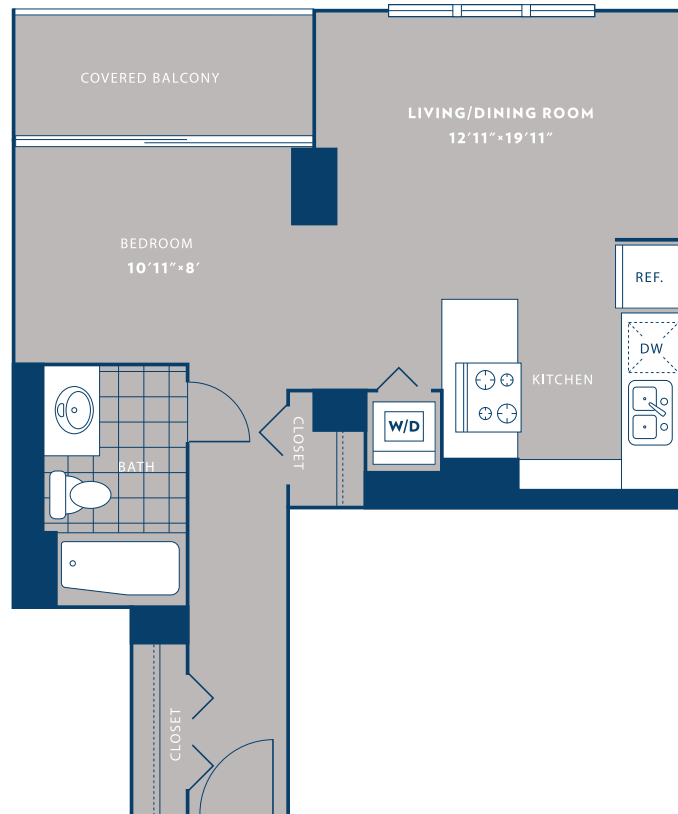 COVERED BALCONY
LIVING/DINING ROOM
12'11"×19'11"
BEDROOM
10'11"×8'
REF.
DW
KITCHEN
W/D
CLOSET
BATH
CLOSET